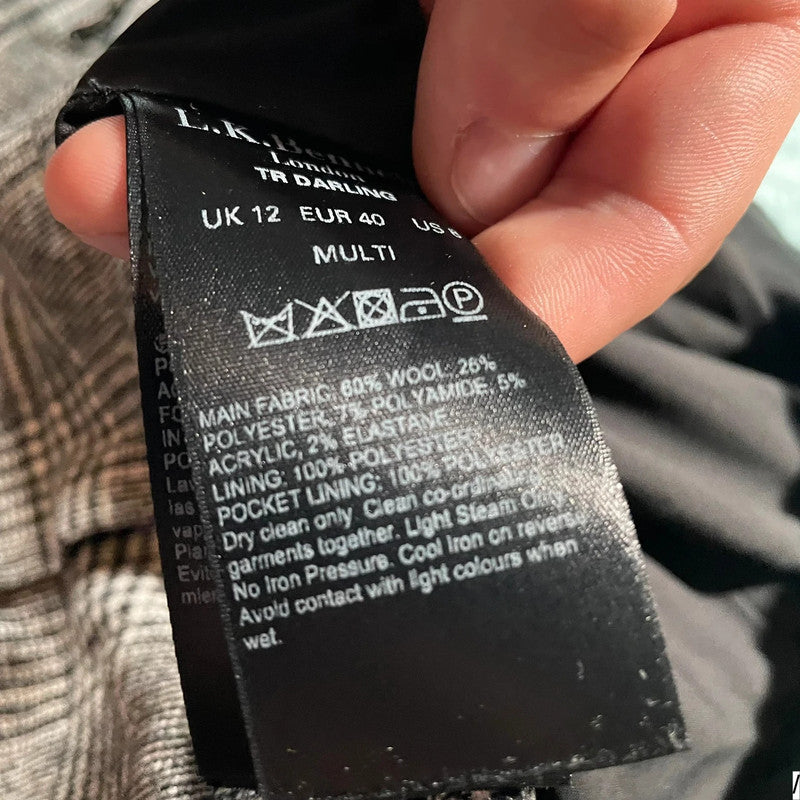 L.K.Bennett
London
TR DARLING
UK 12 EUR 40 US 8
MULTI
P
MAIN FABRIC: 60% WOOL, 26%
POLYESTER, 7% POLYAMIDE, 5%
ACRYLIC, 2% ELASTANE
LINING: 100% POLYESTER
POCKET LINING: 100% POLYESTER
Dry clean only. Clean co-ordinating
garments together. Light Steam Only.
No Iron Pressure. Cool Iron on reverse.
Avoid contact with light colours when
wet.